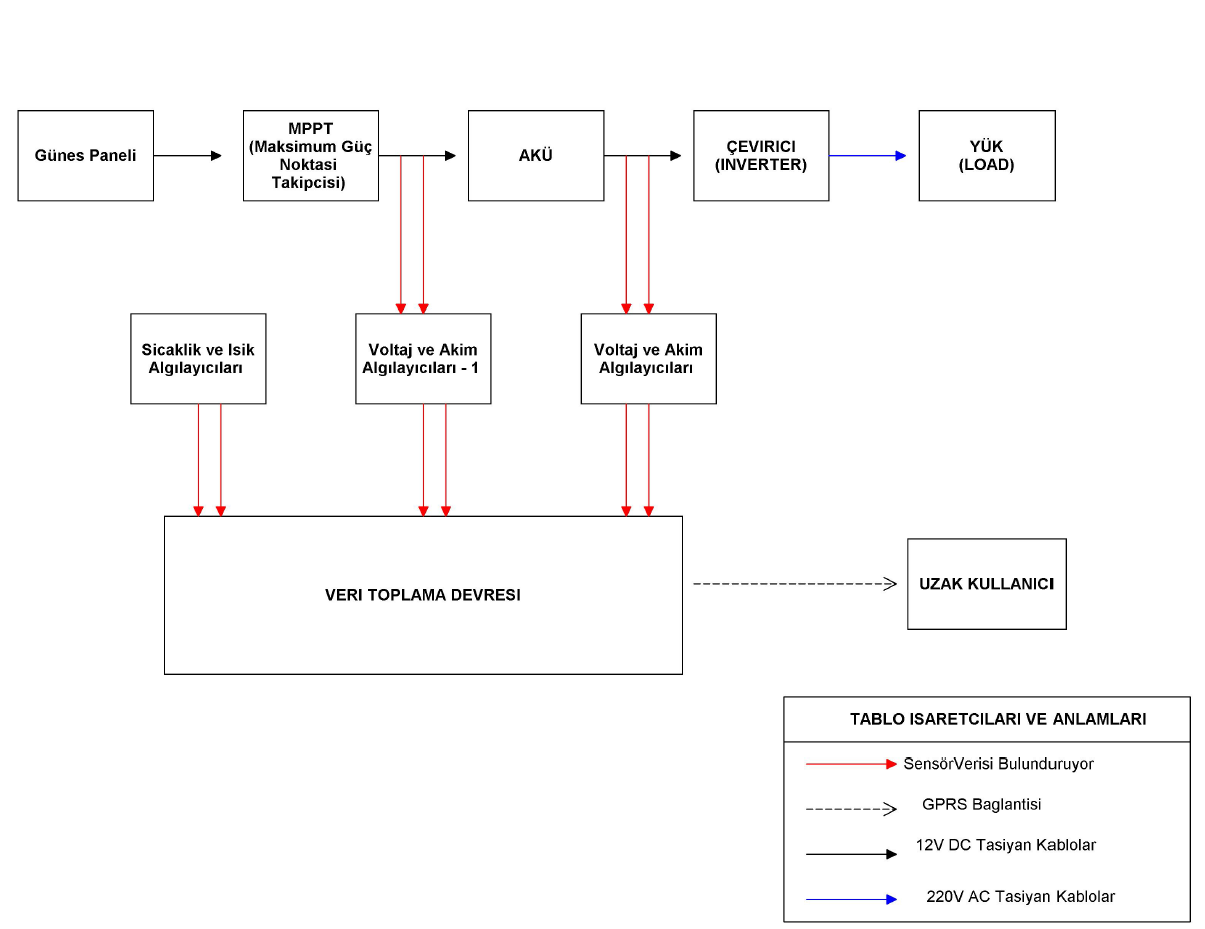 Günes Paneli
MPPT
(Maksimum Güç
Noktasi
Takipcisi)
AKÜ
ÇEVIRICI
(INVERTER)
YÜK
(LOAD)
Sicaklik ve Isik
Algılayıcıları
Voltaj ve Akim
Algılayıcıları - 1
Voltaj ve Akim
Algılayıcıları
VERI TOPLAMA DEVRESI
UZAK KULLANICI
TABLO ISARETCILARI VE ANLAMLARI
SensörVerisi Bulunduruyor
GPRS Baglantisi
12V DC Tasiyan Kablolar
220V AC Tasiyan Kablolar